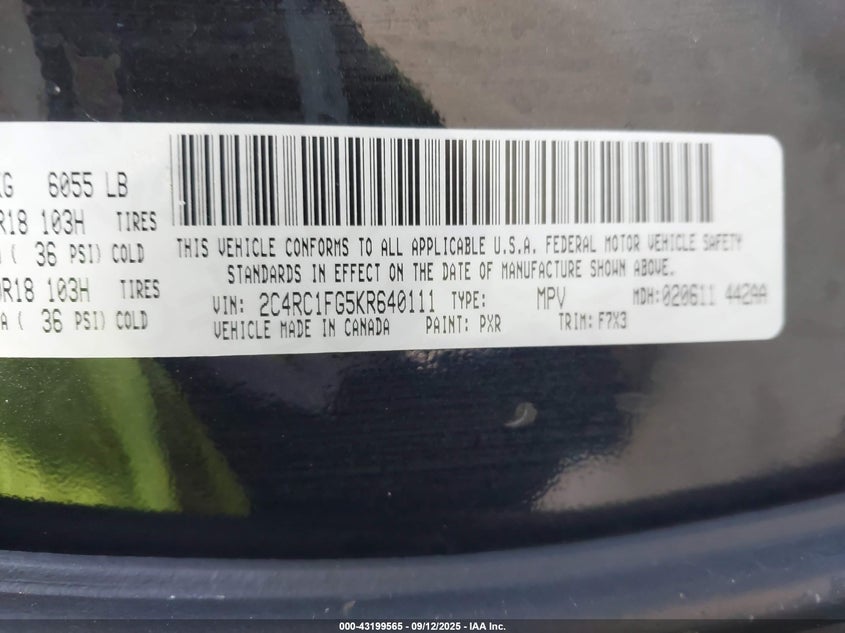 KG 6055 LB
R18 103H TIRES
( 36 PSI) COLD
0R18 103H
A ( 36 PSI) COLD
THIS VEHICLE CONFORMS TO ALL APPLICABLE U.S.A. FEDERAL MOTOR VEHICLE SAFETY
STANDARDS IN EFFECT ON THE DATE OF MANUFACTURE SHOWN ABOVE.
VIN: 2C4RC1FG5KR640111 TYPE: MPV MDH: 020611 442AA
VEHICLE MADE IN CANADA PAINT: PXR TRIM: F7X3
000-43199565 - 09/12/2025 - IAA Inc.